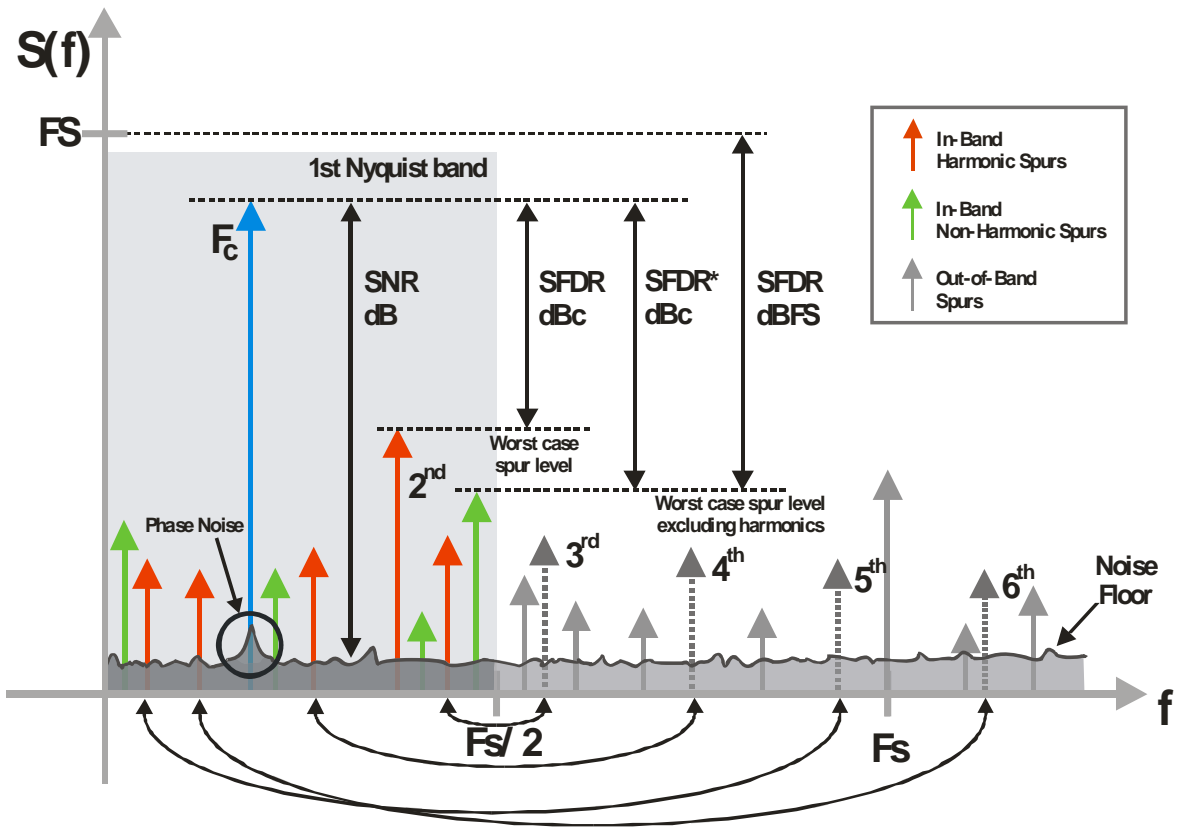 S(f)
FS
1st Nyquist band
Fc
SNR
dB
SFDR
dBc
SFDR*
dBc
SFDR
dBFS
In-Band
Harmonic Spurs
In-Band
Non-Harmonic Spurs
Out-of-Band
Spurs
Worst case
spur level
2nd
Worst case spur level
excluding harmonics
Phase Noise
3rd
4th
5th
6th
Noise
Floor
Fs/2
Fs
f